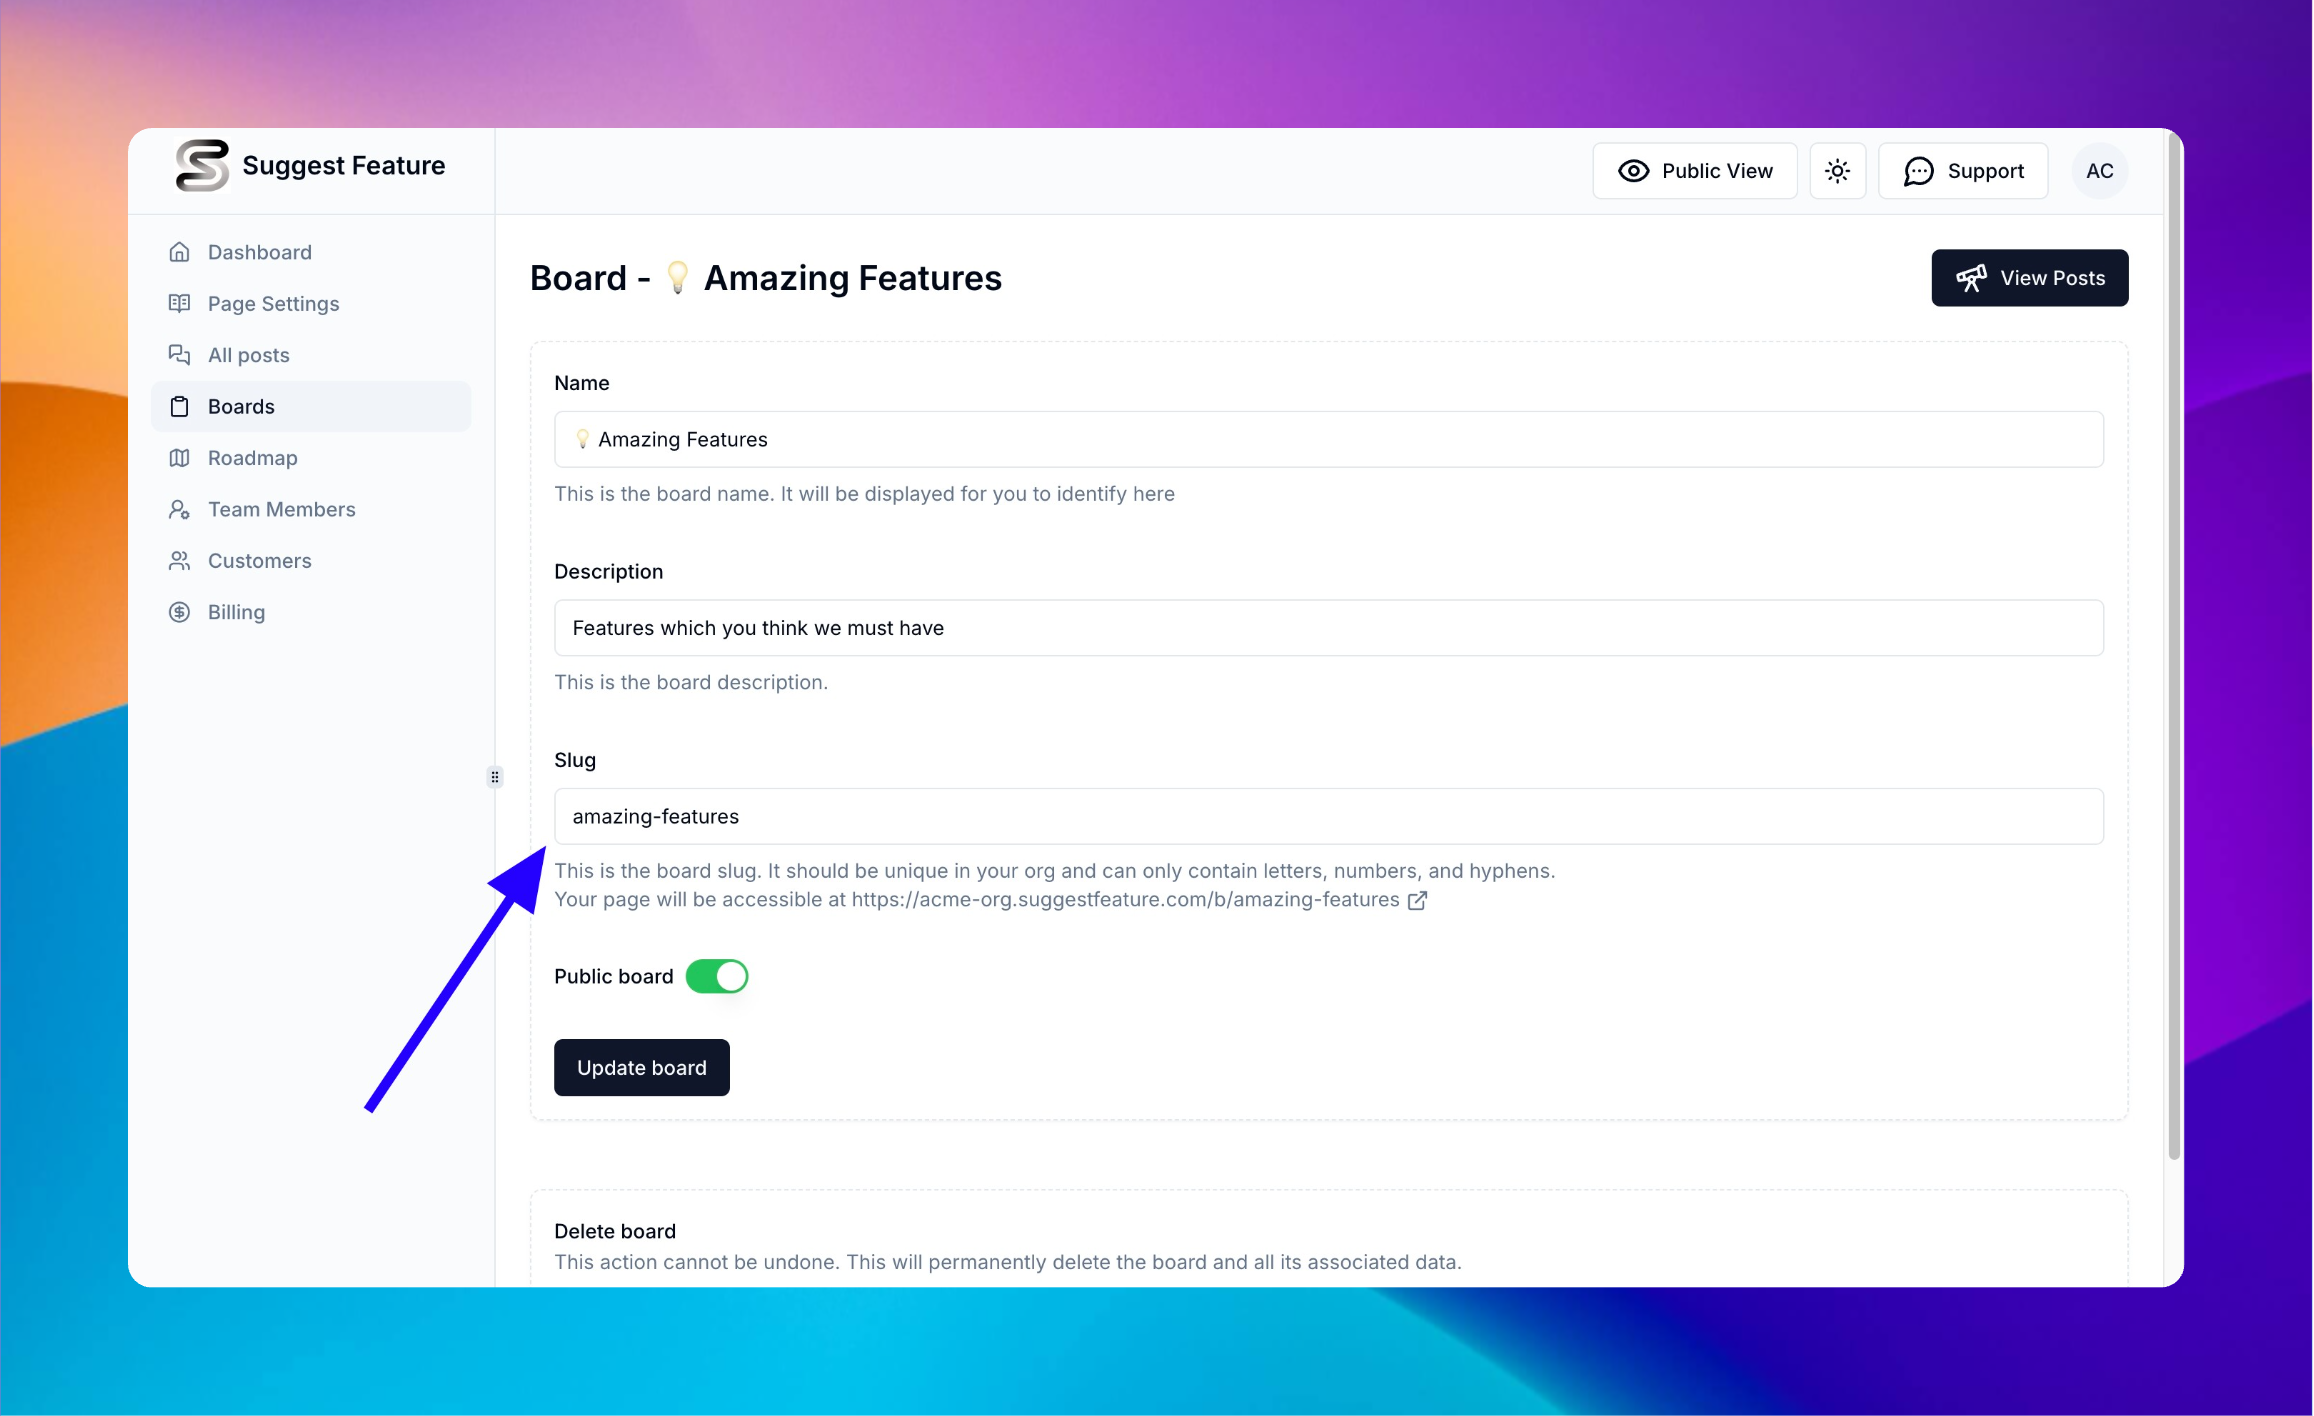 Suggest Feature
Public View
Support
AC
Dashboard
Page Settings
All posts
Boards
Roadmap
Team Members
Customers
Billing
Board - 💡 Amazing Features
View Posts
Name
💡 Amazing Features
This is the board name. It will be displayed for you to identify here
Description
Features which you think we must have
This is the board description.
Slug
amazing-features
This is the board slug. It should be unique in your org and can only contain letters, numbers, and hyphens.
Your page will be accessible at https://acme-org.suggestfeature.com/b/amazing-features
Public board
Update board
Delete board
This action cannot be undone. This will permanently delete the board and all its associated data.